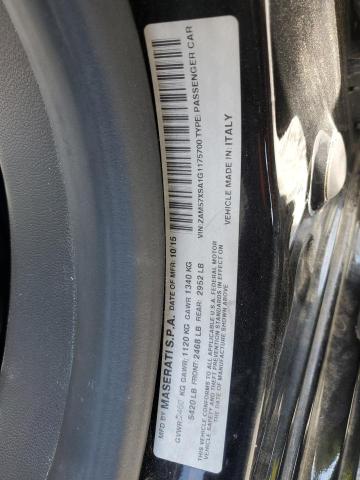 MFD BY MASERATI S.P.A. DATE OF MFR: 10/15
GVWR: KG GAWR: 1120 KG GAWR 1340 KG
5420 LB FRONT: 2468 LB REAR: 2952 LB
THIS VEHICLE CONFORMS TO ALL APPLICABLE U.S.A. FEDERAL MOTOR
VEHICLE SAFETY BUMPER AND THEFT PREVENTION STANDARDS
IN EFFECT ON THE DATE OF MANUFACTURE SHOWN ABOVE
VIN: ZAM57XSA1G1175700 TYPE: PASSENGER CAR
VEHICLE MADE IN: ITALY